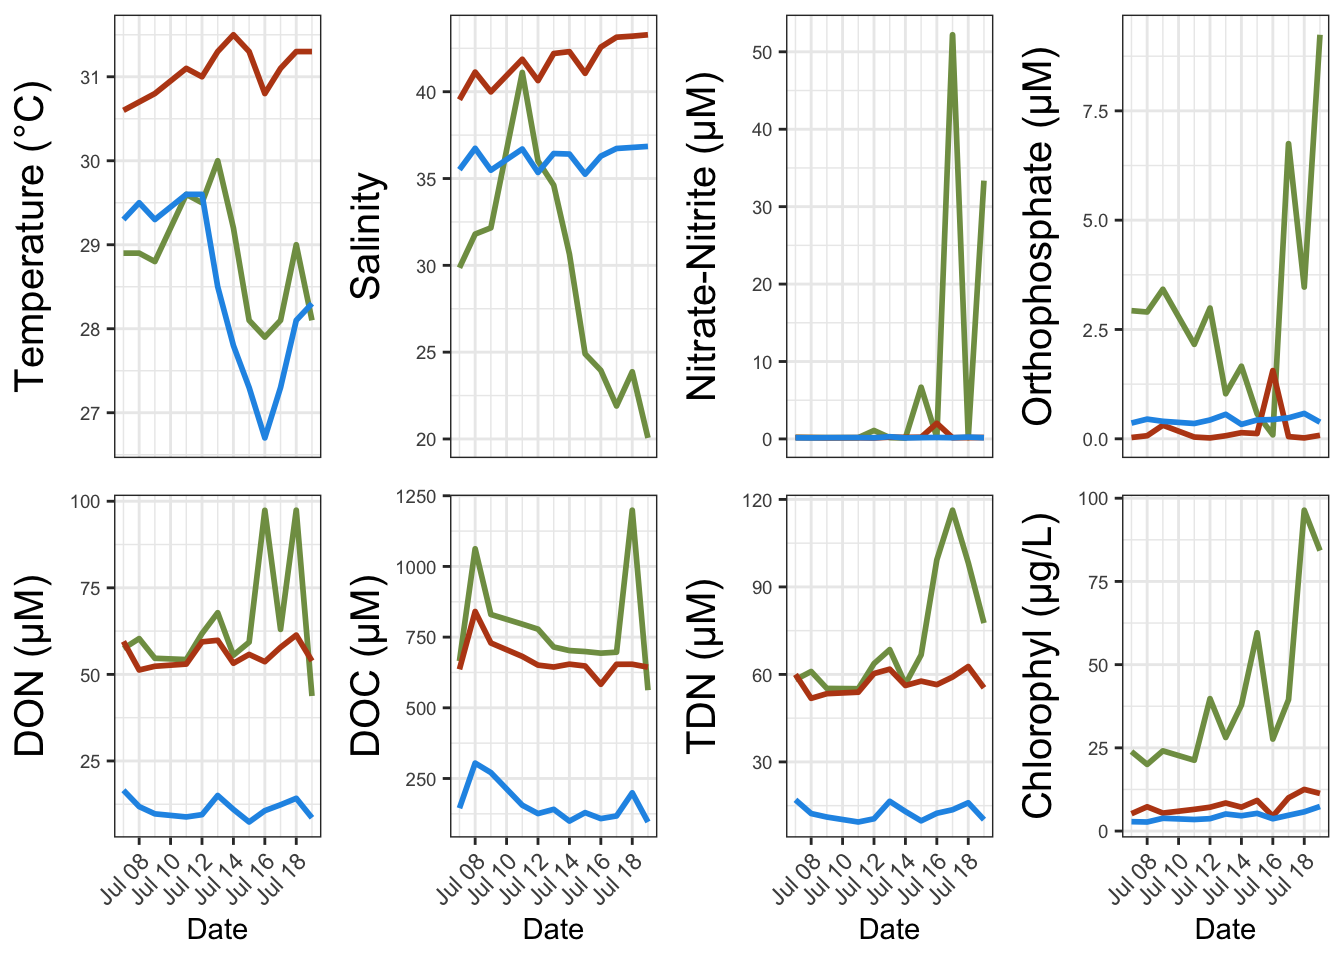 Temperature (°C)
31
30
29
28
27
Salinity
40
35
30
25
20
Nitrate-Nitrite (µM)
50
40
30
20
10
0
Orthophosphate (µM)
7.5
5.0
2.5
0.0
DON (µM)
100
75
50
25
Jul 08
Jul 10
Jul 12
Jul 14
Jul 16
Jul 18
Date
DOC (µM)
1250
1000
750
500
250
Jul 08
Jul 10
Jul 12
Jul 14
Jul 16
Jul 18
Date
TDN (µM)
120
90
60
30
Jul 08
Jul 10
Jul 12
Jul 14
Jul 16
Jul 18
Date
Chlorophyl (µg/L)
100
75
50
25
0
Jul 08
Jul 10
Jul 12
Jul 14
Jul 16
Jul 18
Date